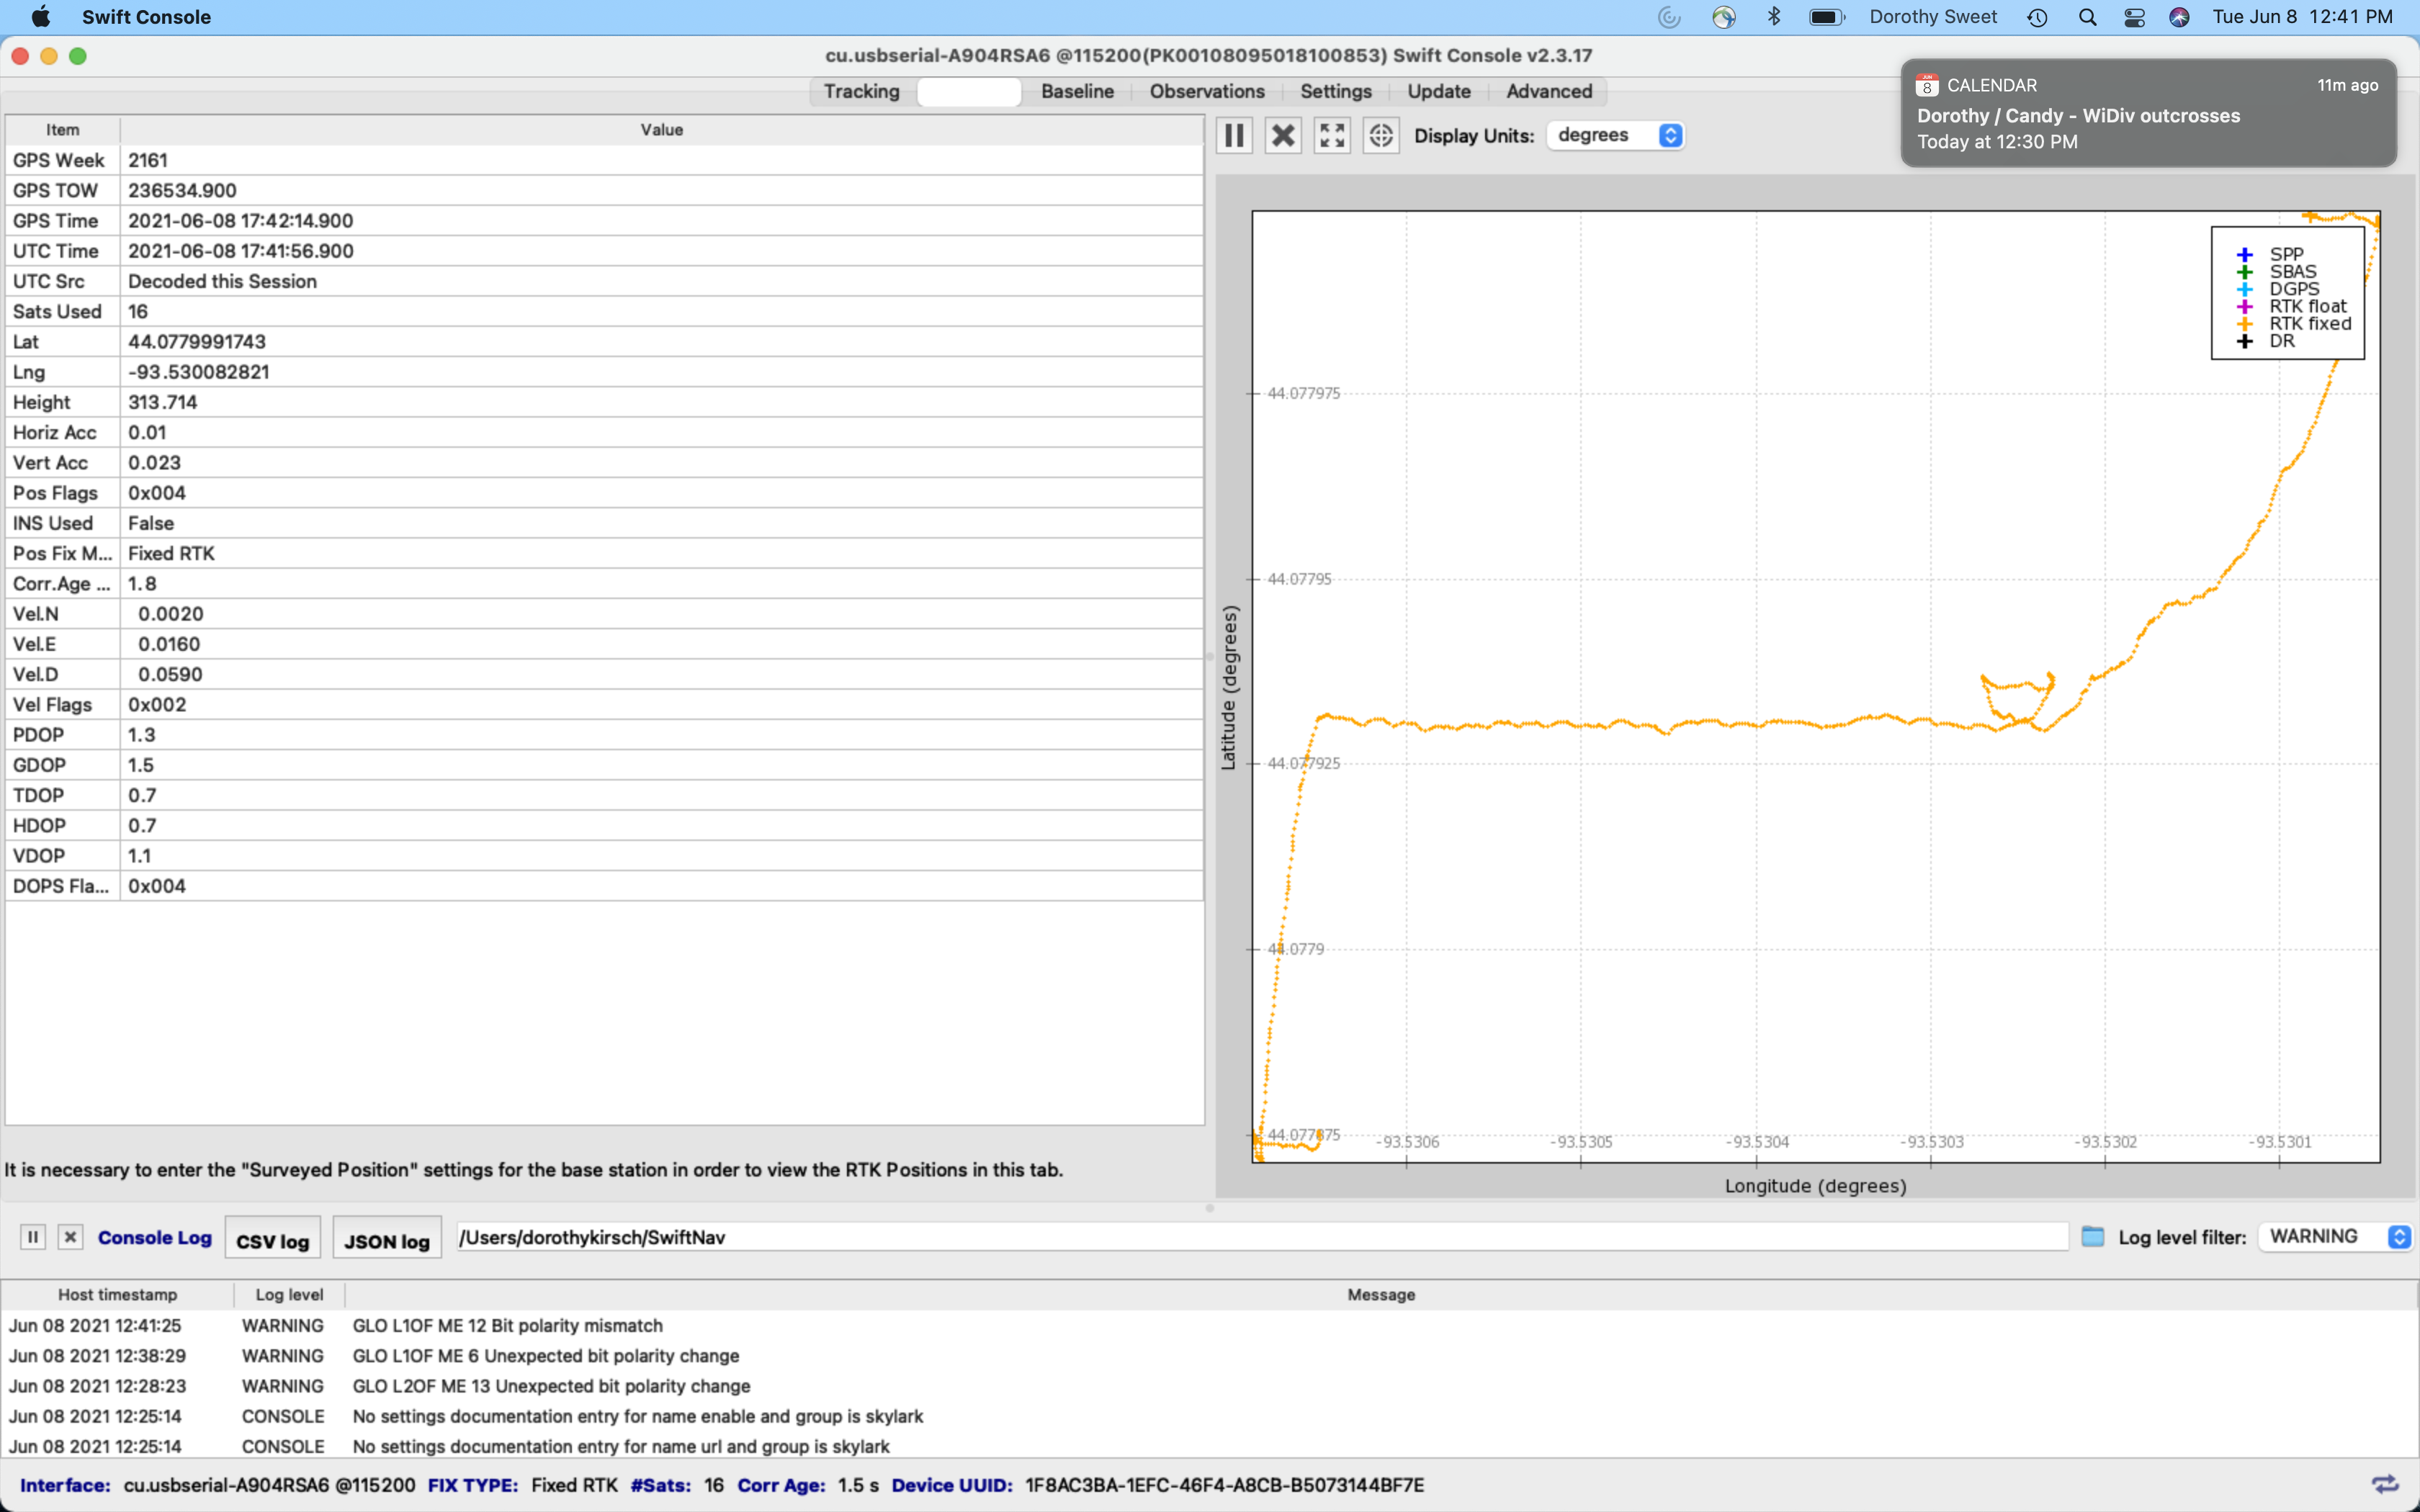 Swift Console
Dorothy Sweet
Tue Jun 8 12:41 PM
cu.usbserial-A904RSA6 @115200(PK00108095018100853) Swift Console v2.3.17
JUN
8
CALENDAR
11m ago
Dorothy / Candy - WiDiv outcrosses
Today at 12:30 PM
Tracking Baseline Observations Settings Update Advanced
Item Value
GPS Week 2161
GPS TOW 236534.900
GPS Time 2021-06-08 17:42:14.900
UTC Time 2021-06-08 17:41:56.900
UTC Src Decoded this Session
Sats Used 16
Lat 44.0779991743
Lng -93.530082821
Height 313.714
Horiz Acc 0.01
Vert Acc 0.023
Pos Flags 0x004
INS Used False
Pos Fix M... Fixed RTK
Corr.Age ... 1.8
Vel.N 0.0020
Vel.E 0.0160
Vel.D 0.0590
Vel Flags 0x002
PDOP 1.3
GDOP 1.5
TDOP 0.7
HDOP 0.7
VDOP 1.1
DOPS Fla... 0x004
It is necessary to enter the "Surveyed Position" settings for the base station in order to view the RTK Positions in this tab.
Display Units: degrees
SPP
SBAS
DGPS
RTK float
RTK fixed
DR
44.077975
44.07795
44.077925
44.0779
44.077875
Latitude (degrees)
-93.5306 -93.5305 -93.5304 -93.5303 -93.5302 -93.5301
Longitude (degrees)
Console Log CSV log JSON log /Users/dorothykirsch/SwiftNav Log level filter: WARNING
Host timestamp Log level Message
Jun 08 2021 12:41:25 WARNING GLO L1OF ME 12 Bit polarity mismatch
Jun 08 2021 12:38:29 WARNING GLO L1OF ME 6 Unexpected bit polarity change
Jun 08 2021 12:28:23 WARNING GLO L2OF ME 13 Unexpected bit polarity change
Jun 08 2021 12:25:14 CONSOLE No settings documentation entry for name enable and group is skylark
Jun 08 2021 12:25:14 CONSOLE No settings documentation entry for name url and group is skylark
Interface: cu.usbserial-A904RSA6 @115200 FIX TYPE: Fixed RTK #Sats: 16 Corr Age: 1.5 s Device UUID: 1F8AC3BA-1EFC-46F4-A8CB-B5073144BF7E